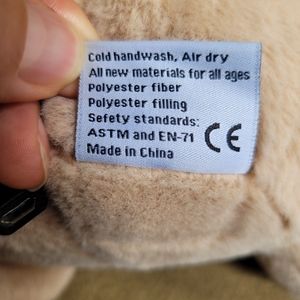 Cold handwash, Air dry
All new materials for all ages
Polyester fiber
Polyester filling
Safety standards:
ASTM and EN-71
CE
Made in China